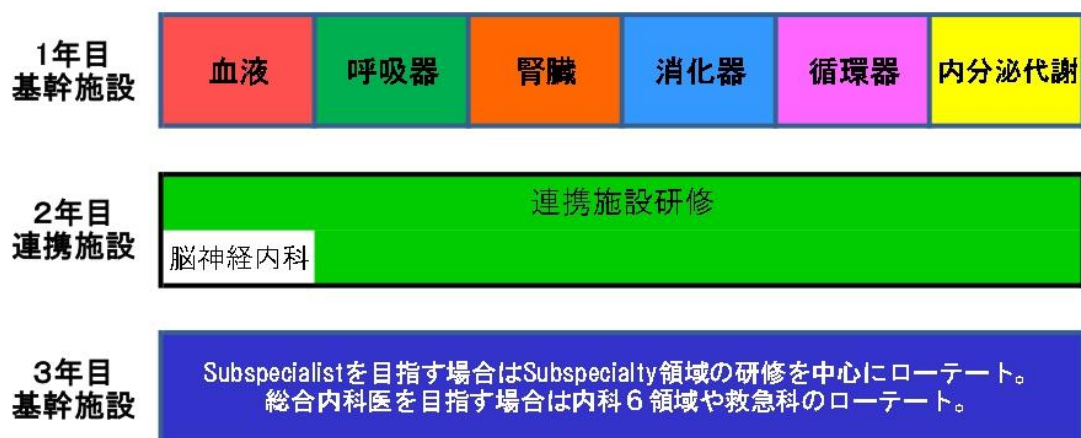 1年目
基幹施設
血液 呼吸器 腎臓 消化器 循環器 内分泌代謝
2年目
連携施設
連携施設研修
脳神経内科
3年目
基幹施設
Subspecialistを目指す場合はSubspecialty領域の研修を中心にローテート。
総合内科医を目指す場合は内科６領域や救急科のローテート。